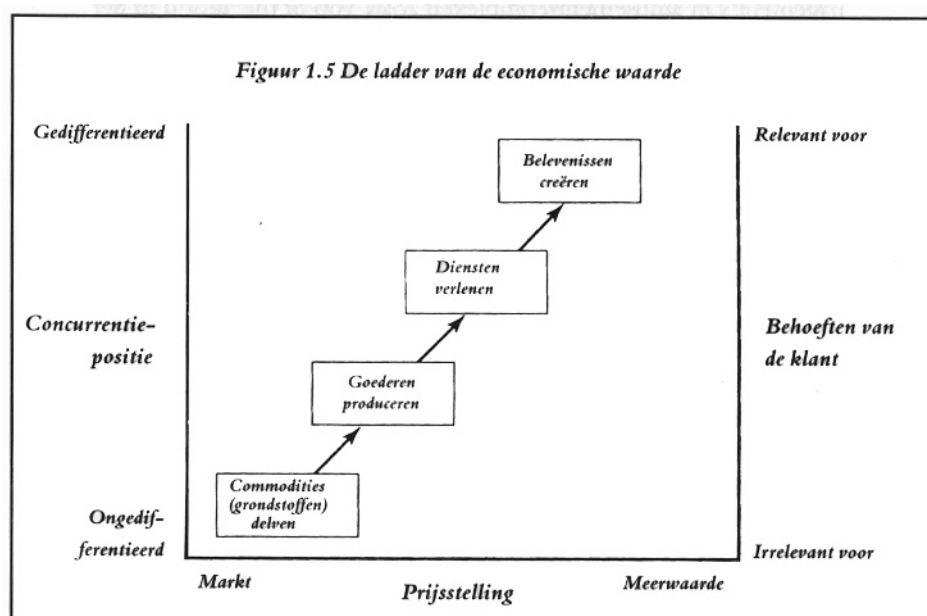 Figuur 1.5 De ladder van de economische waarde
Gedifferentieerd
Relevant voor
Belevenissen
creëren
Diensten
verlenen
Concurrentie-
positie
Behoeften van
de klant
Goederen
produceren
Commodities
(grondstoffen)
delven
Ongedif-
ferentieerd
Irrelevant voor
Markt
Prijsstelling
Meerwaarde